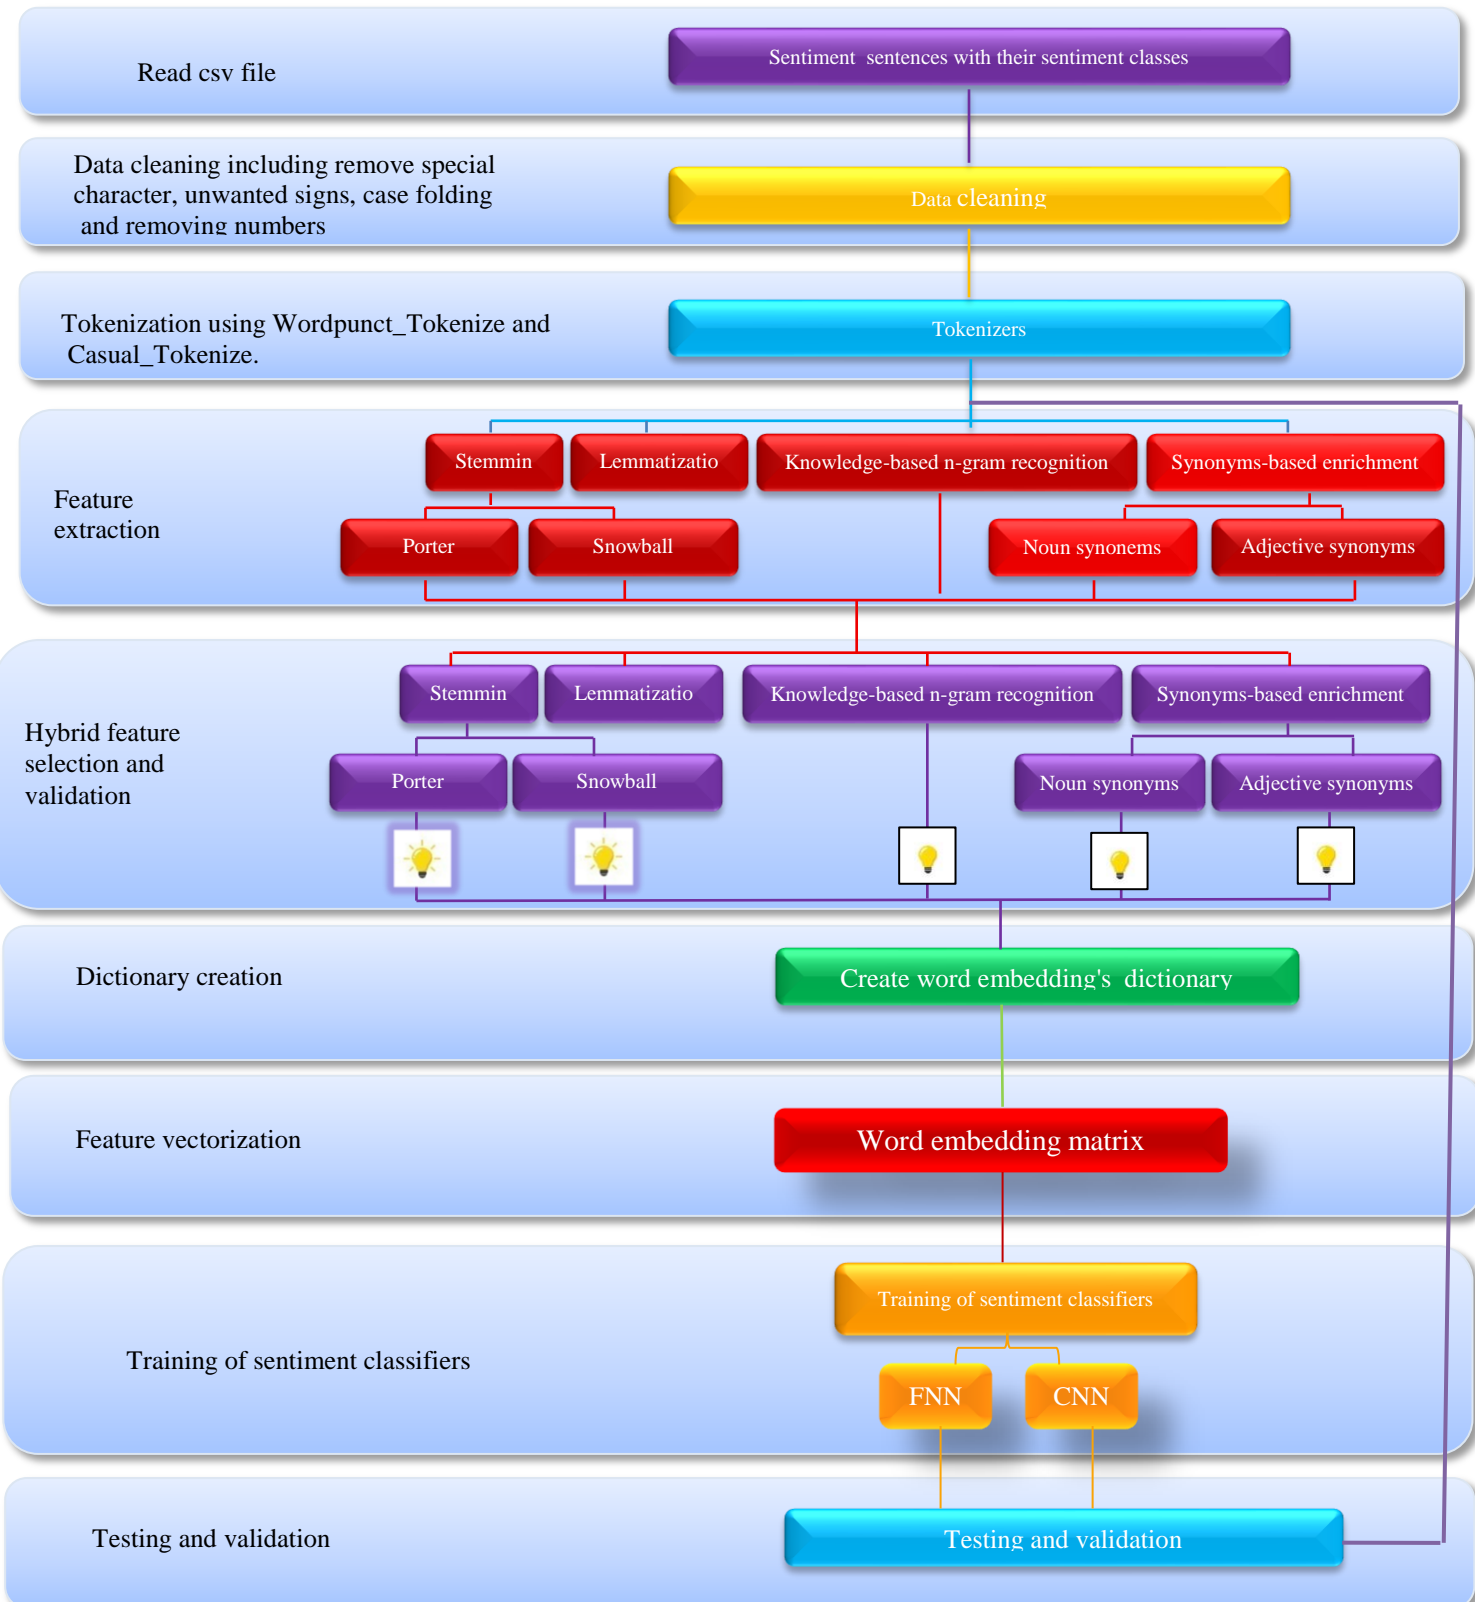 Read csv file
Sentiment sentences with their sentiment classes
Data cleaning including remove special
character, unwanted signs, case folding
and removing numbers
Data cleaning
Tokenization using Wordpunct_Tokenize and
Casual_Tokenize.
Tokenizers
Feature
extraction
Stemmin
Lemmatizatio
Knowledge-based n-gram recognition
Synonyms-based enrichment
Porter
Snowball
Noun synonems
Adjective synonyms
Hybrid feature
selection and
validation
Stemmin
Lemmatizatio
Knowledge-based n-gram recognition
Synonyms-based enrichment
Porter
Snowball
Noun synonyms
Adjective synonyms
Dictionary creation
Create word embedding's dictionary
Feature vectorization
Word embedding matrix
Training of sentiment classifiers
Training of sentiment classifiers
FNN
CNN
Testing and validation
Testing and validation